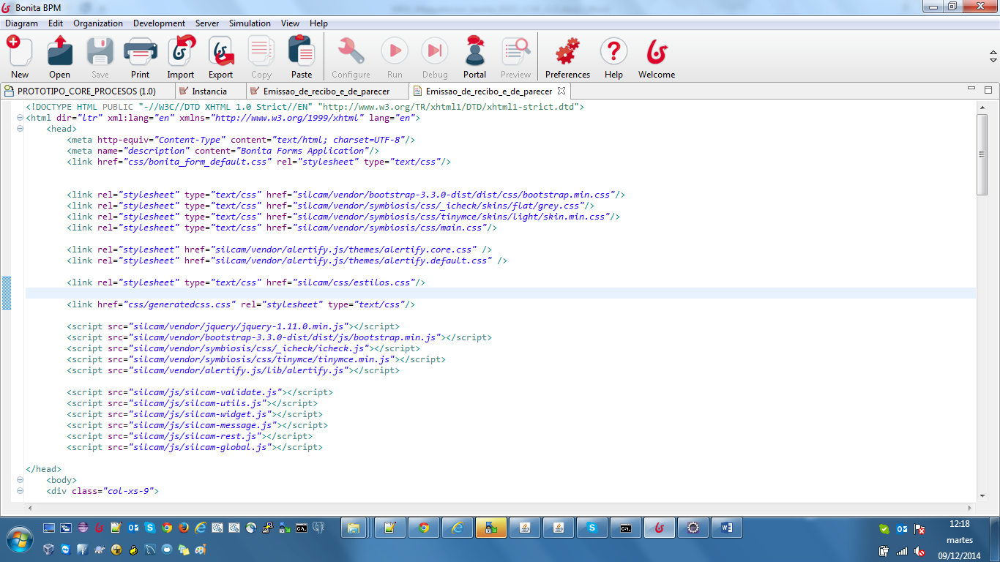 Bonita BPM
Diagram Edit Organization Development Server Simulation View Help
New Open Save Print Import Export Copy Paste Configure Run Debug Portal Preview Preferences Help Welcome
PROTOTIPO_CORE_PROCESOS (1.0) Instancia Emissao_de_recibo_e_de_parecer Emissao_de_recibo_e_de_parecer
<!DOCTYPE HTML PUBLIC "-//W3C//DTD XHTML 1.0 Strict//EN" "http://www.w3.org/TR/xhtml1/DTD/xhtml1-strict.dtd">
<html dir="ltr" xml:lang="en" xmlns="http://www.w3.org/1999/xhtml" lang="en">
<head>
<meta http-equiv="Content-Type" content="text/html; charset=UTF-8"/>
<meta name="description" content="Bonita Forms Application"/>
<link href="css/bonita_form_default.css" rel="stylesheet" type="text/css"/>
<link rel="stylesheet" type="text/css" href="silcam/vendor/bootstrap-3.3.0-dist/dist/css/bootstrap.min.css"/>
<link rel="stylesheet" type="text/css" href="silcam/vendor/symbiosis/css/_icheck/skins/flat/grey.css"/>
<link rel="stylesheet" type="text/css" href="silcam/vendor/symbiosis/css/tinymce/skins/light/skin.min.css"/>
<link rel="stylesheet" type="text/css" href="silcam/vendor/symbiosis/css/main.css"/>
<link rel="stylesheet" href="silcam/vendor/alertify.js/themes/alertify.core.css" />
<link rel="stylesheet" href="silcam/vendor/alertify.js/themes/alertify.default.css" />
<link rel="stylesheet" type="text/css" href="silcam/css/estilos.css"/>
<link href="css/generatedcss.css" rel="stylesheet" type="text/css"/>
<script src="silcam/vendor/jquery/jquery-1.11.0.min.js"></script>
<script src="silcam/vendor/bootstrap-3.3.0-dist/dist/js/bootstrap.min.js"></script>
<script src="silcam/vendor/symbiosis/css/_icheck/icheck.js"></script>
<script src="silcam/vendor/symbiosis/css/tinymce/tinymce.min.js"></script>
<script src="silcam/vendor/alertify.js/lib/alertify.js"></script>
<script src="silcam/js/silcam-validate.js"></script>
<script src="silcam/js/silcam-utils.js"></script>
<script src="silcam/js/silcam-widget.js"></script>
<script src="silcam/js/silcam-message.js"></script>
<script src="silcam/js/silcam-rest.js"></script>
<script src="silcam/js/silcam-global.js"></script>
</head>
<body>
<div class="col-xs-9">
12:18
martes
09/12/2014